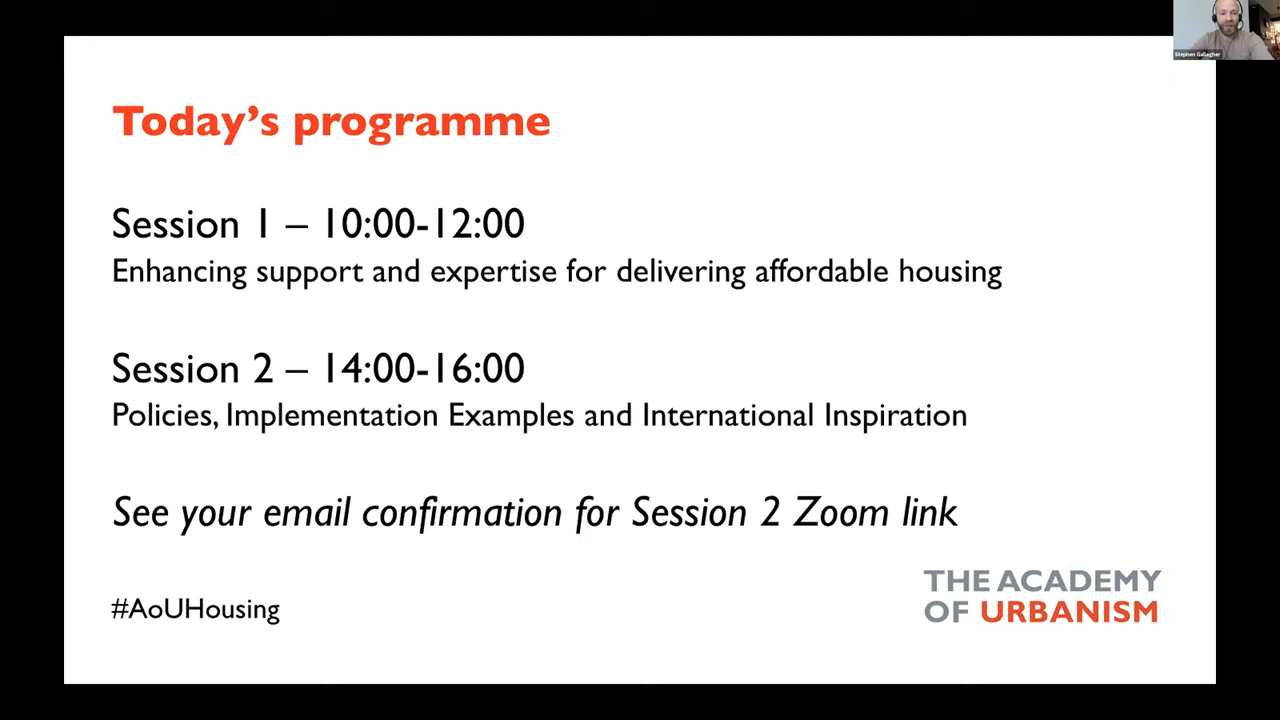 Stephen Gallagher
Today's programme
Session 1 – 10:00-12:00
Enhancing support and expertise for delivering affordable housing
Session 2 – 14:00-16:00
Policies, Implementation Examples and International Inspiration
See your email confirmation for Session 2 Zoom link
#AoUHousing
THE ACADEMY
OF URBANISM